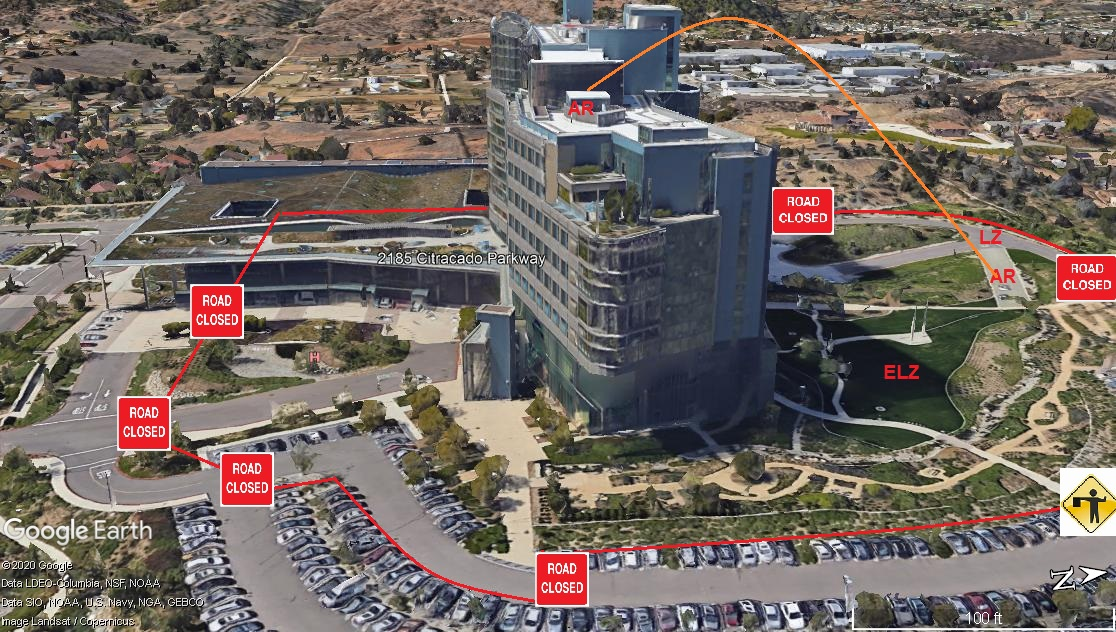 AR
ROAD
CLOSED
LZ
2185 Citracado Parkway
AR
ROAD
CLOSED
ROAD
CLOSED
H
ELZ
ROAD
CLOSED
ROAD
CLOSED
Google Earth
ROAD
CLOSED
© 2020 Google
Data LDEO-Columbia, NSF, NOAA
Data SIO, NOAA, U.S. Navy, NGA, GEBCO
Image Landsat / Copernicus
N
100 ft